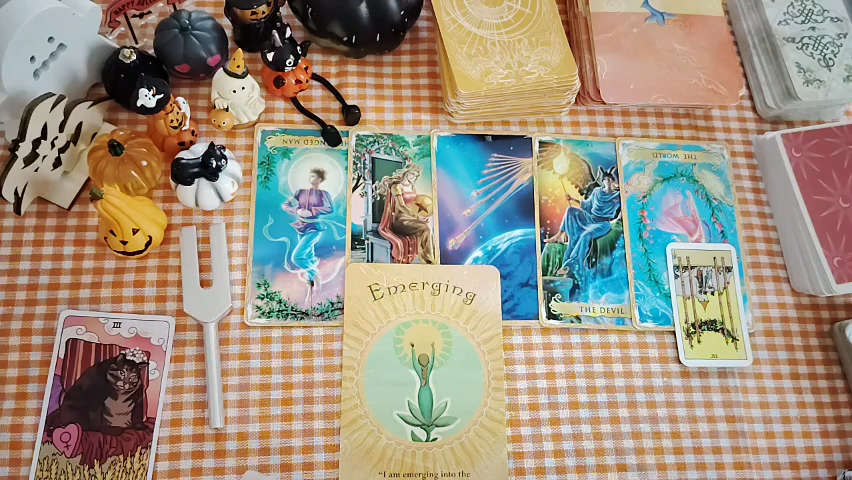 NGED MAN
THE WORLD
THE DEVIL
Emerging
III
"I am emerging into the